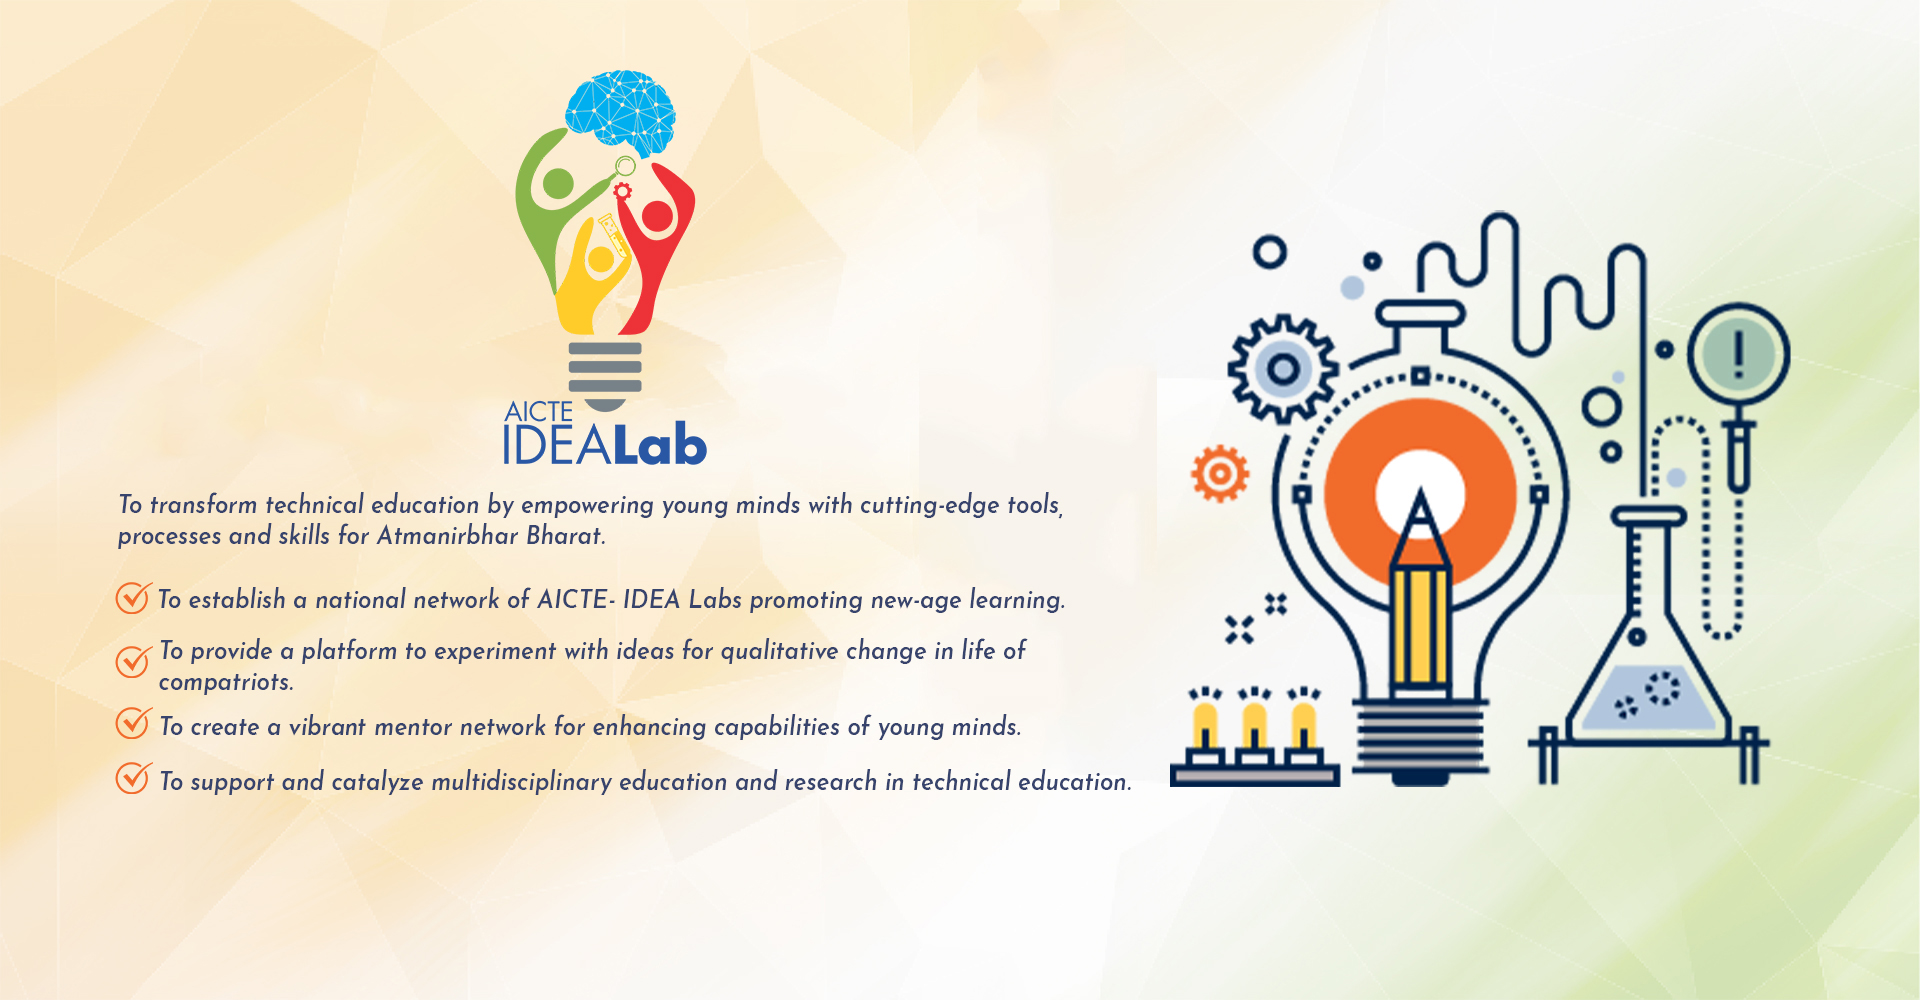 AICTE
IDEALab
To transform technical education by empowering young minds with cutting-edge tools,
processes and skills for Atmanirbhar Bharat.
To establish a national network of AICTE- IDEA Labs promoting new-age learning.
To provide a platform to experiment with ideas for qualitative change in life of
compatriots.
To create a vibrant mentor network for enhancing capabilities of young minds.
To support and catalyze multidisciplinary education and research in technical education.
!